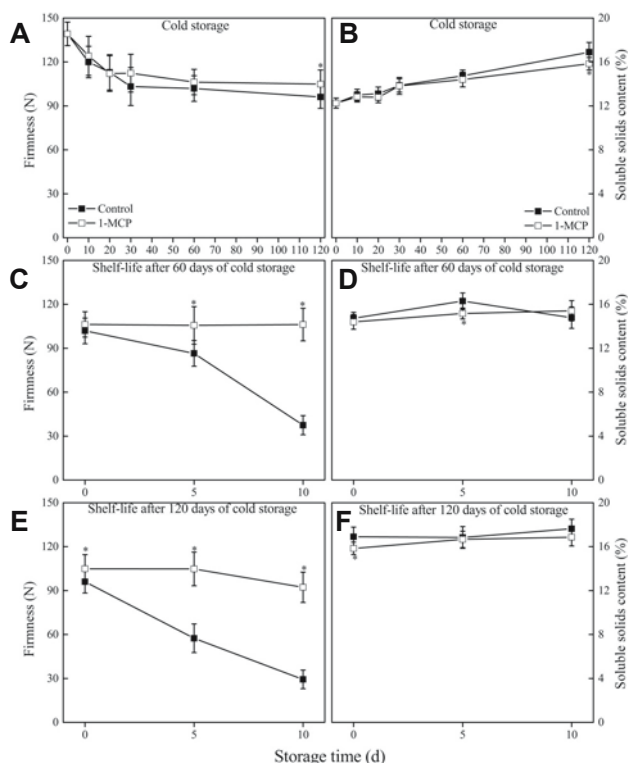 A
Cold storage
150
120
90
60
30
0
Firmness (N)
Control
1-MCP
*
0 10 20 30 40 50 60 70 80 90 100 110 120
B
Cold storage
20
16
12
8
4
0
Soluble solids content (%)
Control
1-MCP
*
0 10 20 30 40 50 60 70 80 90 100 110 120
C
Shelf-life after 60 days of cold storage
150
120
90
60
30
0
Firmness (N)
* *
0 5 10
D
Shelf-life after 60 days of cold storage
20
16
12
8
4
0
Soluble solids content (%)
*
0 5 10
E
Shelf-life after 120 days of cold storage
150
120
90
60
30
0
Firmness (N)
* * *
0 5 10
F
Shelf-life after 120 days of cold storage
20
16
12
8
4
0
Soluble solids content (%)
*
0 5 10
Storage time (d)